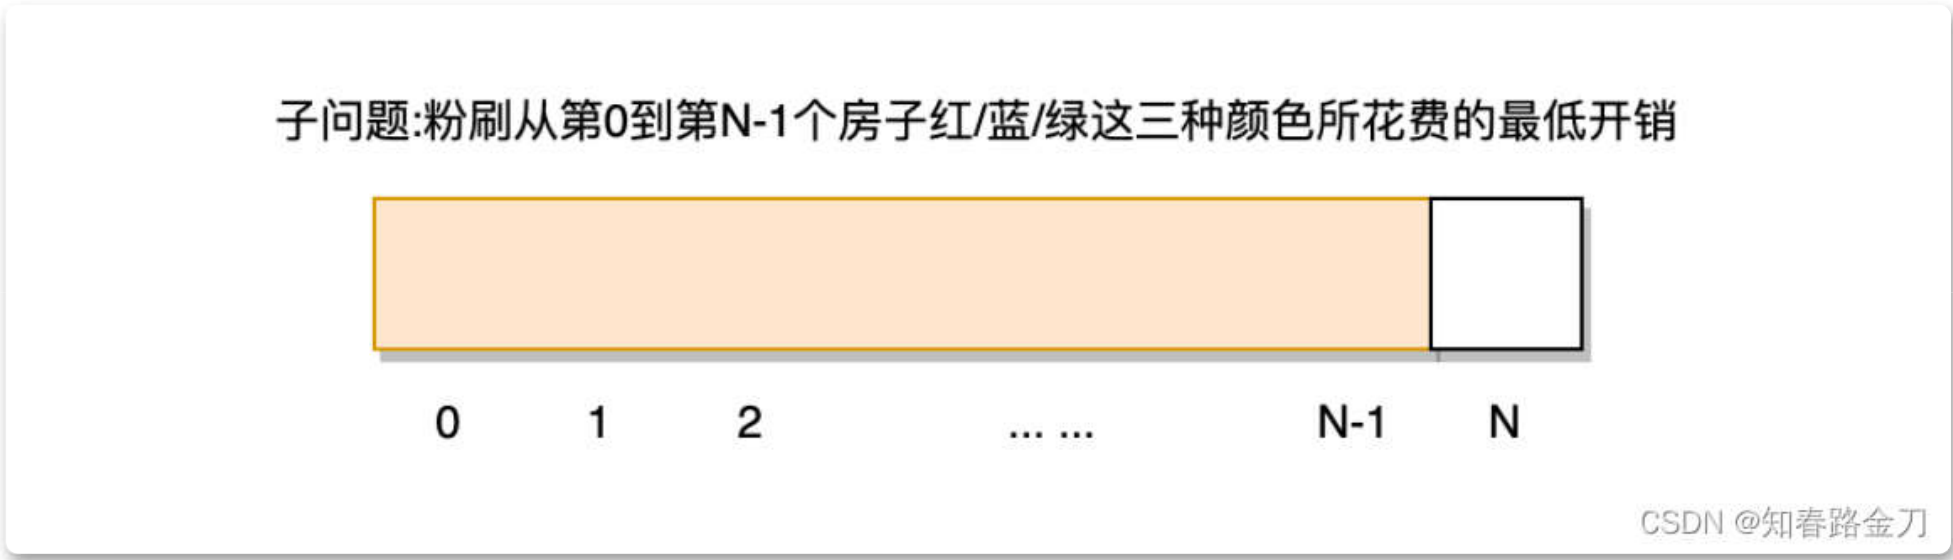 子问题:粉刷从第0到第N-1个房子红/蓝/绿这三种颜色所花费的最低开销
0 1 2 ... ... N-1 N
CSDN @知春路金刀